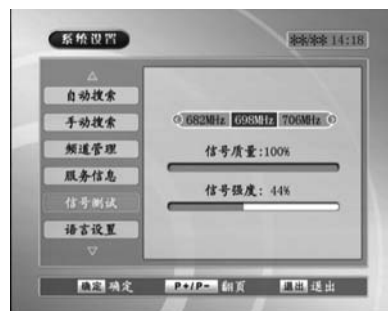 系统设置
**/** 14:18
自动搜索
手动搜索
频道管理
服务信息
信号测试
语言设置
682MHz 698MHz 706MHz
信号质量:100%
信号强度: 44%
确定 确定 P+/P- 翻页 退出 退出